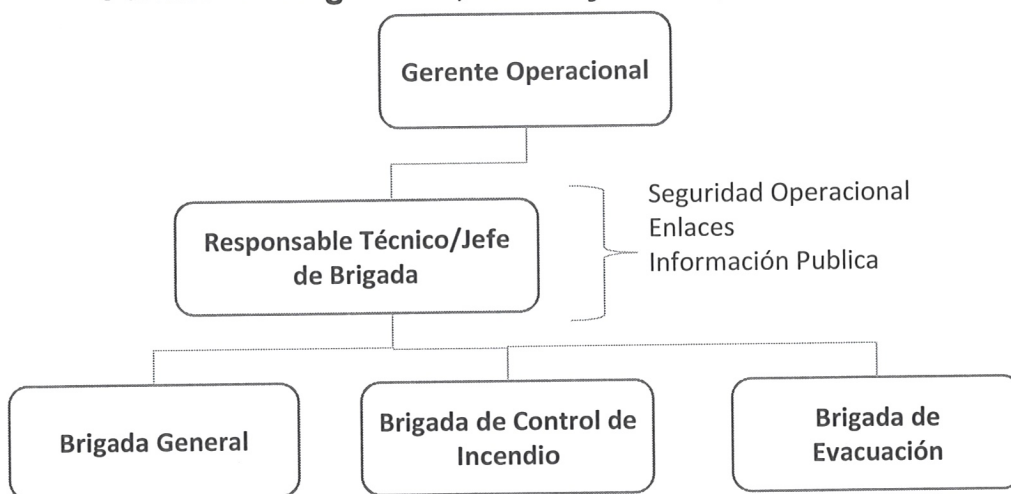 Gerente Operacional
Responsable Técnico/Jefe
de Brigada
Seguridad Operacional
Enlaces
Información Publica
Brigada General
Brigada de Control de
Incendio
Brigada de
Evacuación